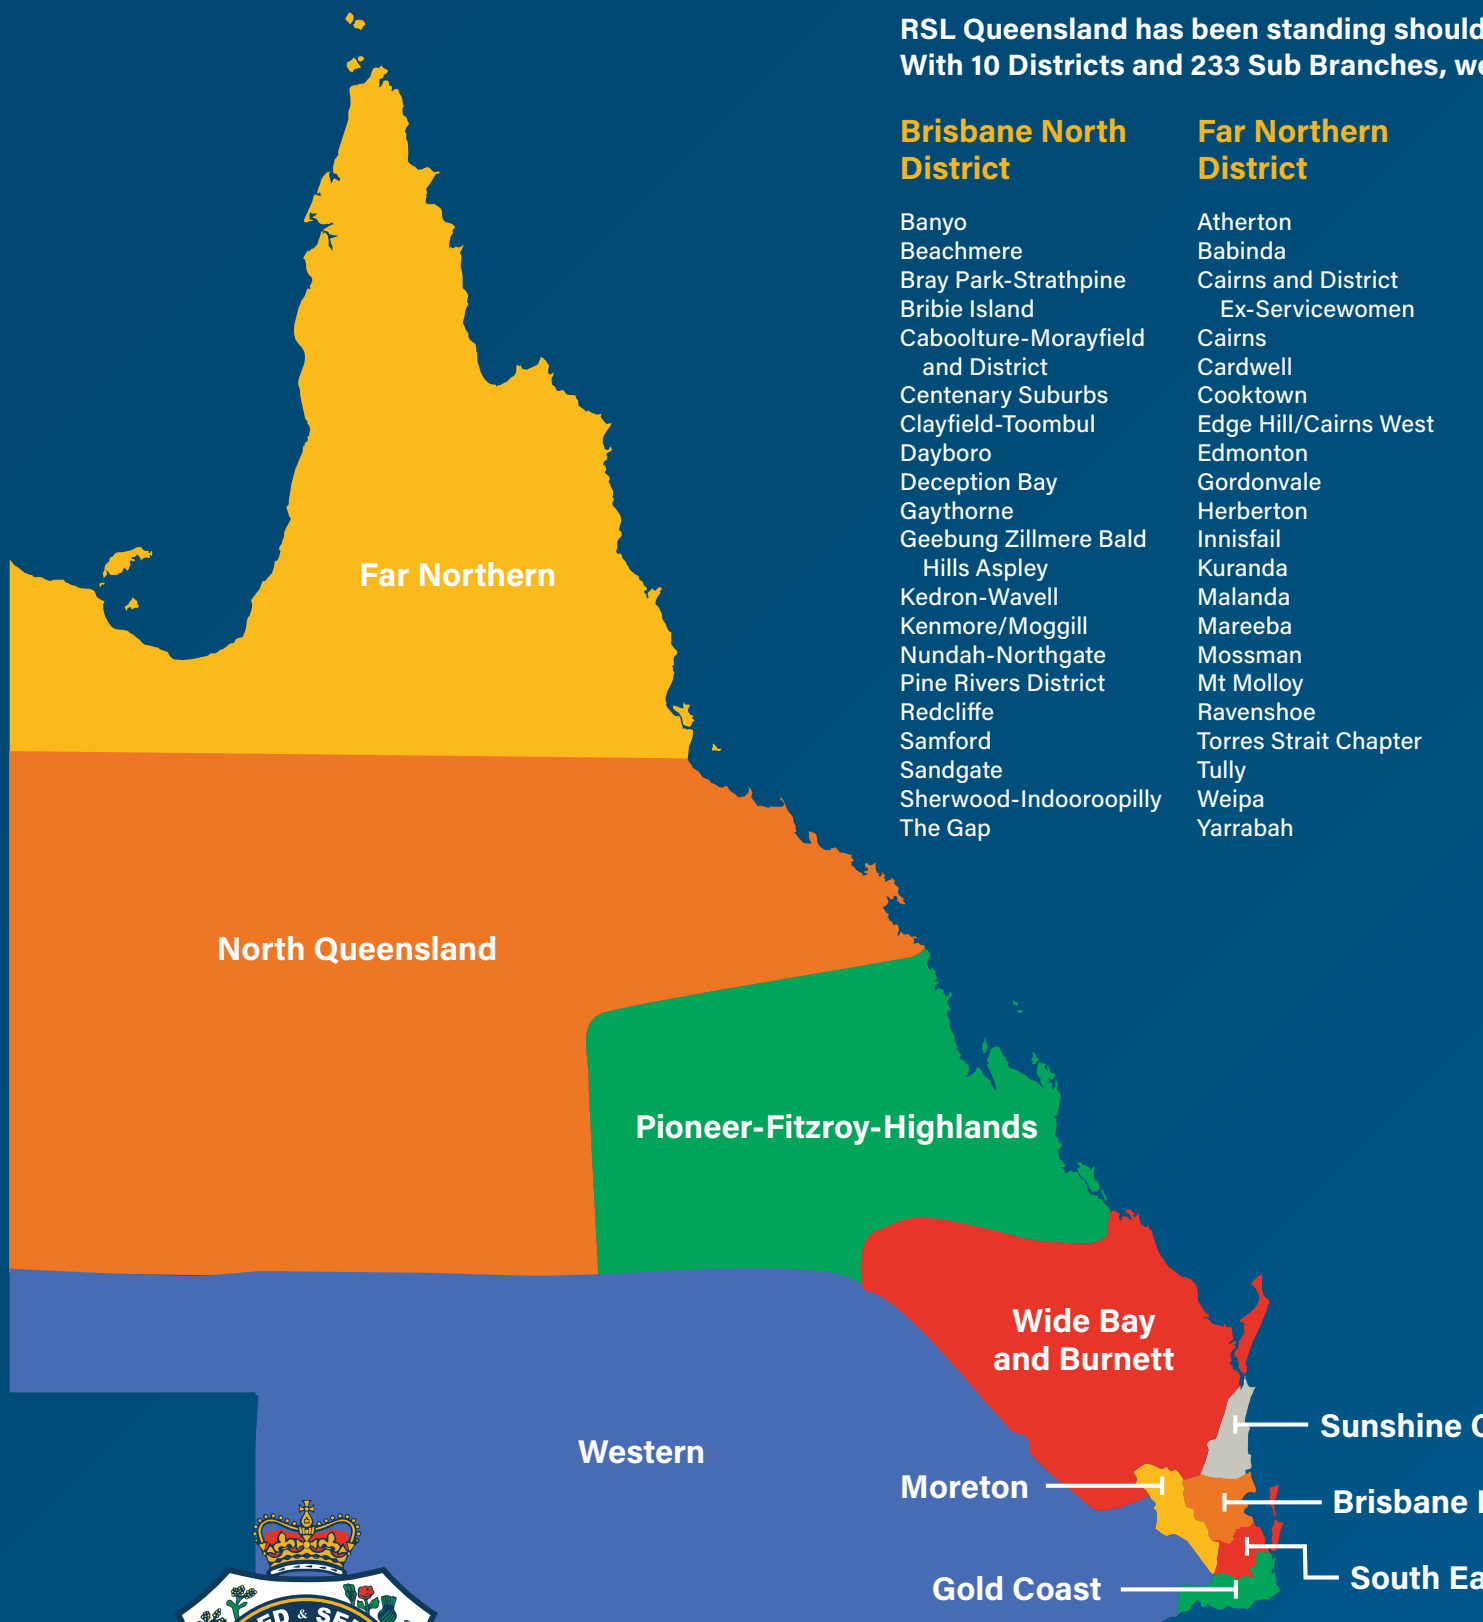 RSL Queensland has been standing should
With 10 Districts and 233 Sub Branches, we
Brisbane North
District
Banyo
Beachmere
Bray Park-Strathpine
Bribie Island
Caboolture-Morayfield
and District
Centenary Suburbs
Clayfield-Toombul
Dayboro
Deception Bay
Gaythorne
Geebung Zillmere Bald
Hills Aspley
Kedron-Wavell
Kenmore/Moggill
Nundah-Northgate
Pine Rivers District
Redcliffe
Samford
Sandgate
Sherwood-Indooroopilly
The Gap
Far Northern
District
Atherton
Babinda
Cairns and District
Ex-Servicewomen
Cairns
Cardwell
Cooktown
Edge Hill/Cairns West
Edmonton
Gordonvale
Herberton
Innisfail
Kuranda
Malanda
Mareeba
Mossman
Mt Molloy
Ravenshoe
Torres Strait Chapter
Tully
Weipa
Yarrabah
Far Northern
North Queensland
Pioneer-Fitzroy-Highlands
Wide Bay
and Burnett
Sunshine
Western
Moreton
Brisbane
South Ea
Gold Coast
ED & SE